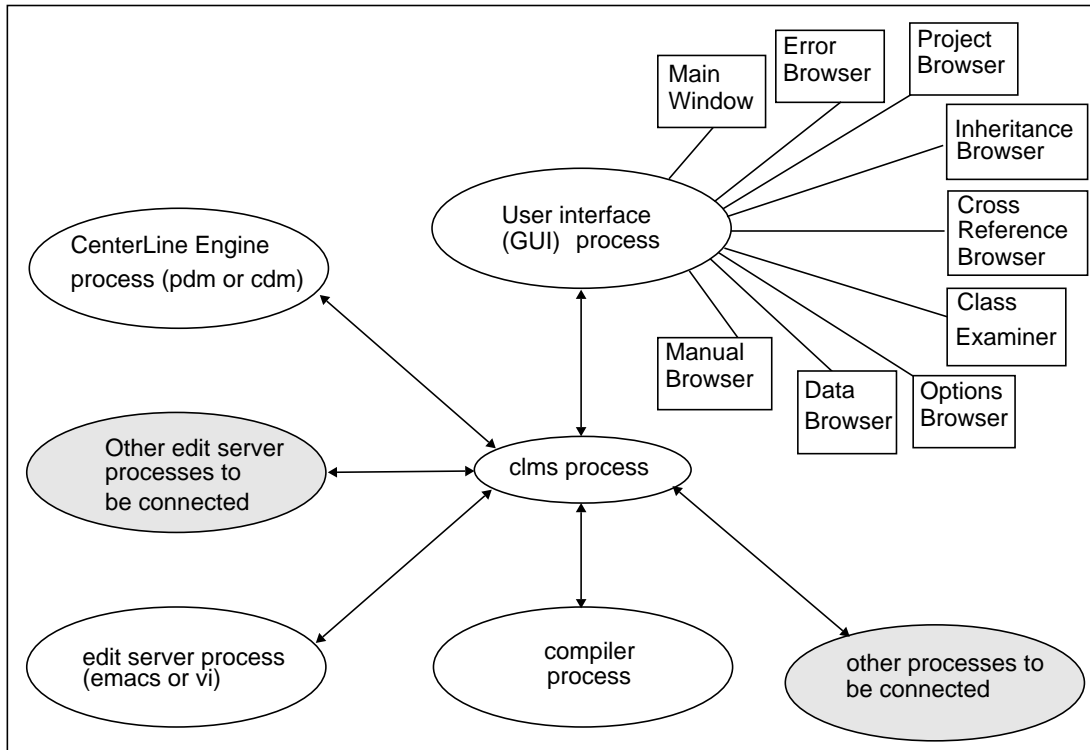 Error
Browser
Project
Browser
Main
Window
Inheritance
Browser
User interface
(GUI) process
Cross
Reference
Browser
CenterLine Engine
process (pdm or cdm)
Class
Examiner
Manual
Browser
Data
Browser
Options
Browser
Other edit server
processes to
be connected
clms process
edit server process
(emacs or vi)
compiler
process
other processes to
be connected